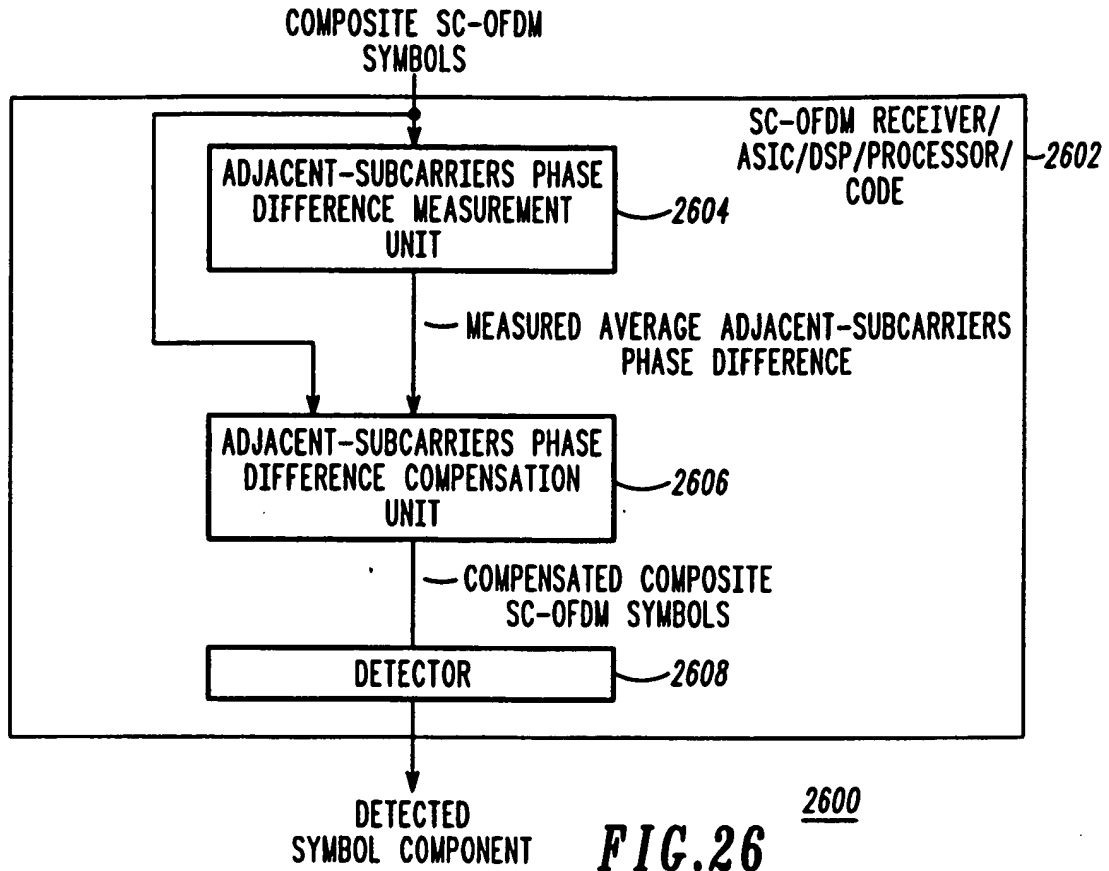 COMPOSITE SC-OFDM
SYMBOLS
SC-OFDM RECEIVER/
ASIC/DSP/PROCESSOR/
CODE
2602
ADJACENT-SUBCARRIERS PHASE
DIFFERENCE MEASUREMENT
UNIT
2604
MEASURED AVERAGE ADJACENT-SUBCARRIERS
PHASE DIFFERENCE
ADJACENT-SUBCARRIERS PHASE
DIFFERENCE COMPENSATION
UNIT
2606
COMPENSATED COMPOSITE
SC-OFDM SYMBOLS
DETECTOR
2608
DETECTED
SYMBOL COMPONENT
2600
FIG.26